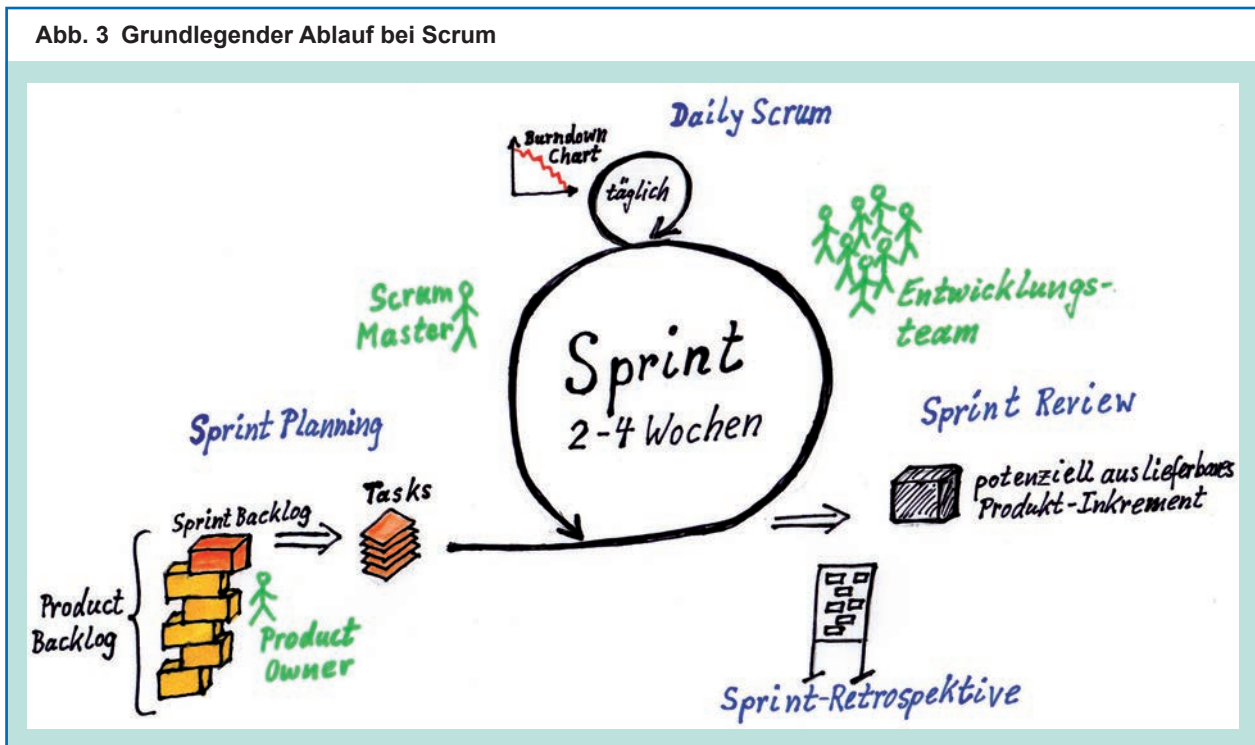 Abb. 3 Grundlegender Ablauf bei Scrum
Daily Scrum
Burndown
Chart
täglich
Scrum
Master
Entwicklungs-
team
Sprint
2-4 Wochen
Sprint Planning
Sprint Review
Tasks
Sprint Backlog
potenziell auslieferbares
Produkt-Inkrement
Product
Backlog
Product
Owner
Sprint-Retrospektive